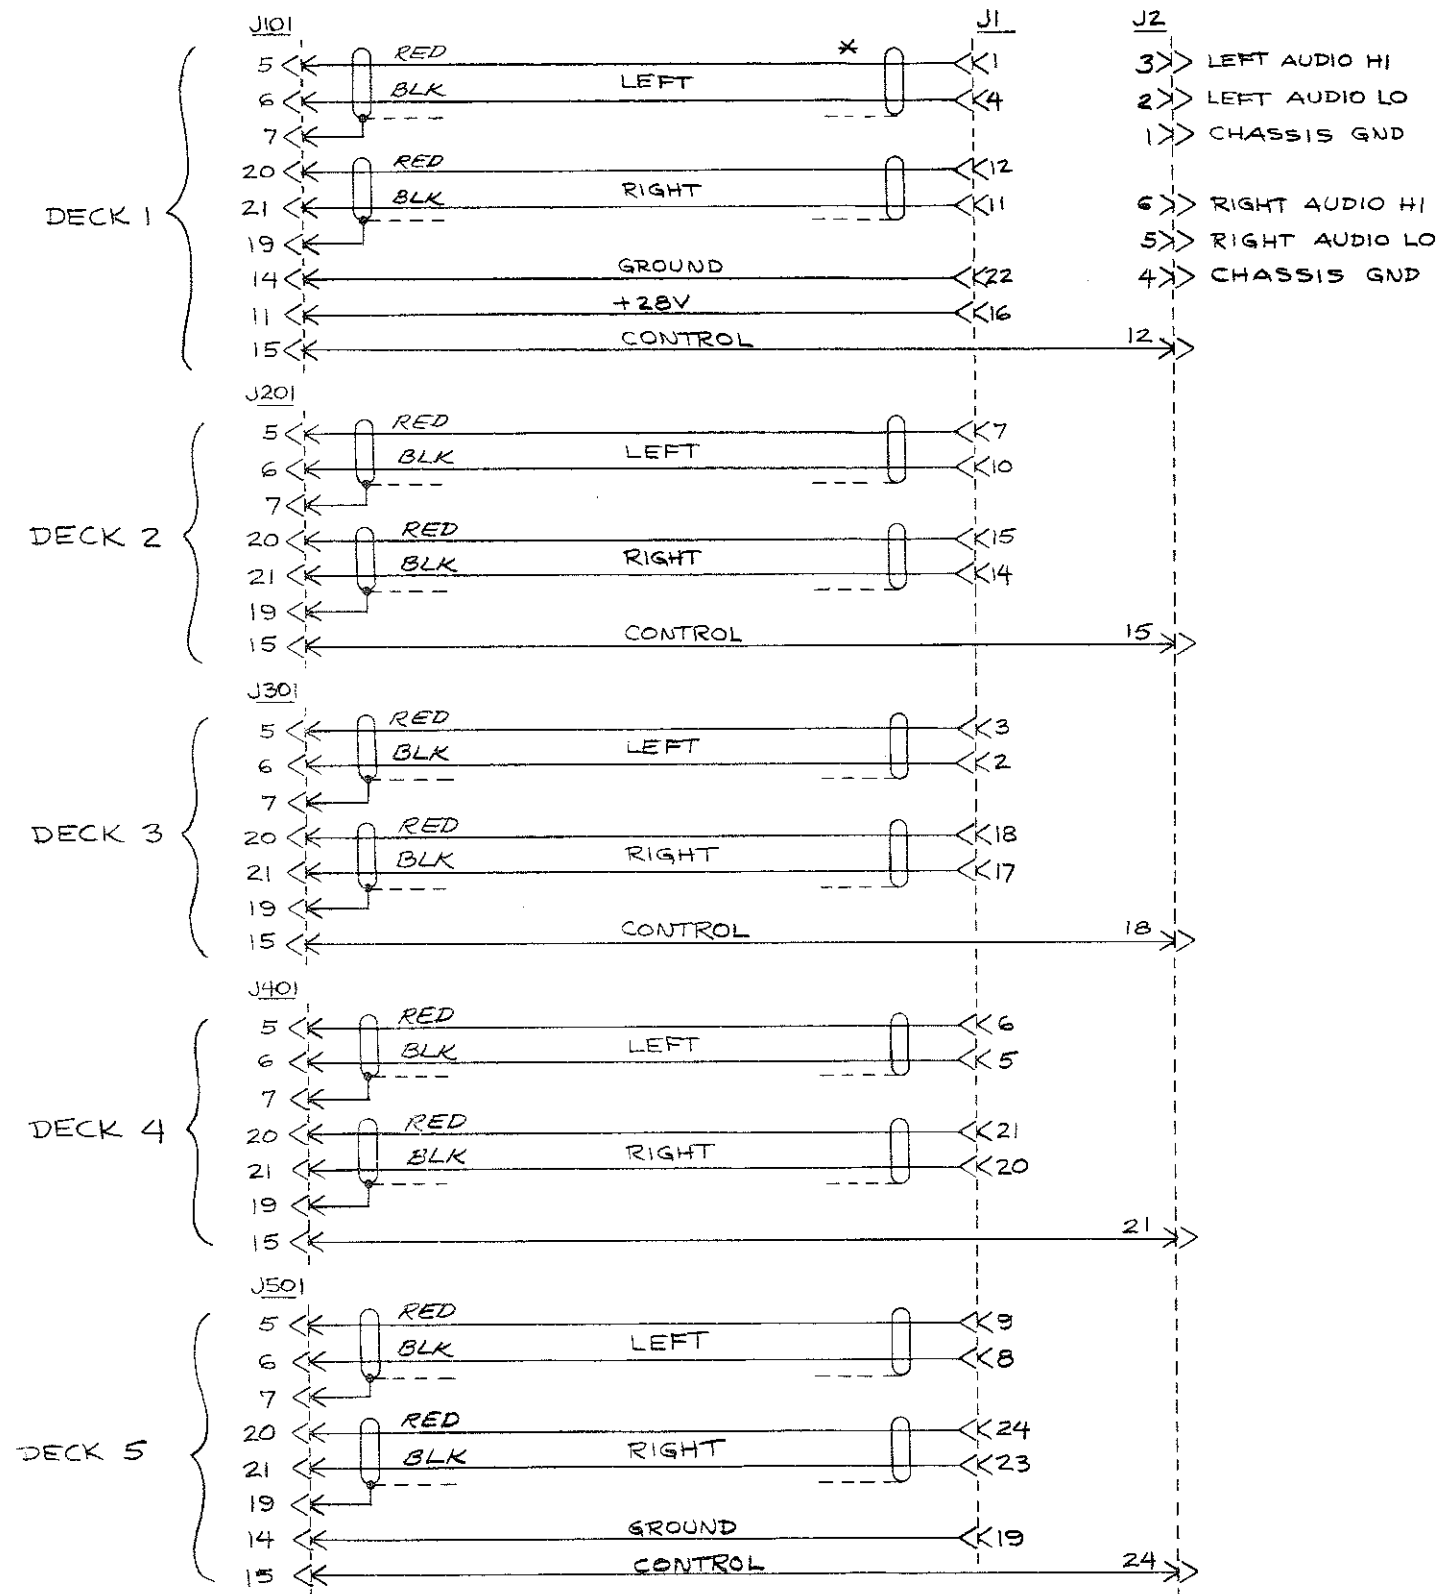 J101 J1 J2
5 RED * 1 3 LEFT AUDIO HI
LEFT
6 BLK 4 2 LEFT AUDIO LO
7 1 CHASSIS GND
20 RED 12
RIGHT
21 BLK 11 6 RIGHT AUDIO HI
DECK 1
19 5 RIGHT AUDIO LO
14 GROUND 22 4 CHASSIS GND
11 +28V 16
15 CONTROL 12
J201
5 RED 7
LEFT
6 BLK 10
7
DECK 2
20 RED 15
RIGHT
21 BLK 14
19
15 CONTROL 15
J301
5 RED 3
LEFT
6 BLK 2
7
DECK 3
20 RED 18
RIGHT
21 BLK 17
19
15 CONTROL 18
J401
5 RED 6
LEFT
6 BLK 5
7
DECK 4
20 RED 21
RIGHT
21 BLK 20
19
15 21
J501
5 RED 9
LEFT
6 BLK 8
7
20 RED 24
DECK 5
RIGHT
21 BLK 23
19
14 GROUND 19
15 CONTROL 24